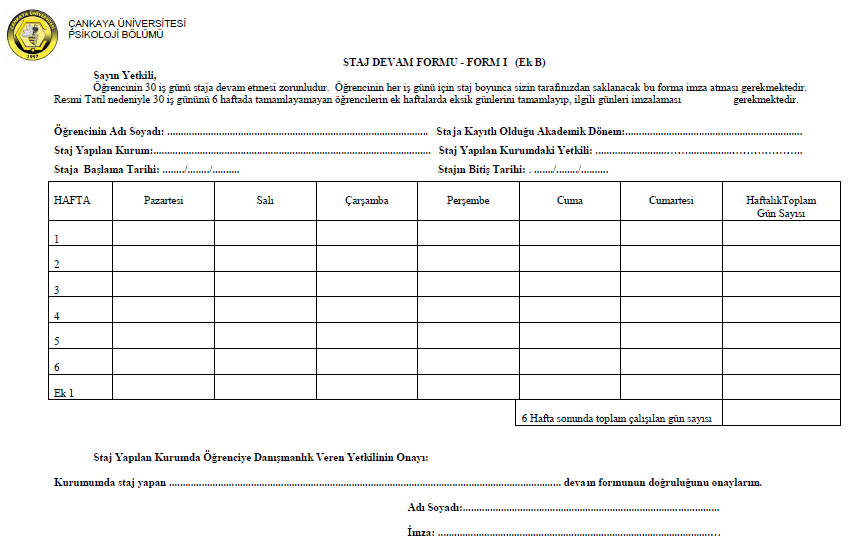 ÇANKAYA ÜNİVERSİTESİ
PSİKOLOJİ BÖLÜMÜ
1997
STAJ DEVAM FORMU - FORM I (Ek B)
Sayın Yetkili,
Öğrencinin 30 iş günü staja devam etmesi zorunludur. Öğrencinin her iş günü için staj boyunca sizin tarafınızdan saklanacak bu forma imza atması gerekmektedir.
Resmi Tatil nedeniyle 30 iş gününü 6 haftada tamamlayamayan öğrencilerin ek haftalarda eksik günlerini tamamlayıp, ilgili günleri imzalaması gerekmektedir.
Öğrencinin Adı Soyadı: ........................................................................................ Staja Kayıtlı Olduğu Akademik Dönem:............................................................
Staj Yapılan Kurum:............................................................................................. Staj Yapılan Kurumdaki Yetkili: ........................……...............………………..
Staja Başlama Tarihi: ......../......../.......... Stajın Bitiş Tarihi: . ......./......../..........
HAFTA Pazartesi Salı Çarşamba Perşembe Cuma Cumartesi HaftalıkToplam
Gün Sayısı
1
2
3
4
5
6
Ek 1
6 Hafta sonunda toplam çalışılan gün sayısı
Staj Yapılan Kurumda Öğrenciye Danışmanlık Veren Yetkilinin Onayı:
Kurumumda staj yapan .................................................................................................................................... devam formunun doğruluğunu onaylarım.
Adı Soyadı:......................................................................................
İmza: ............................................................................................…